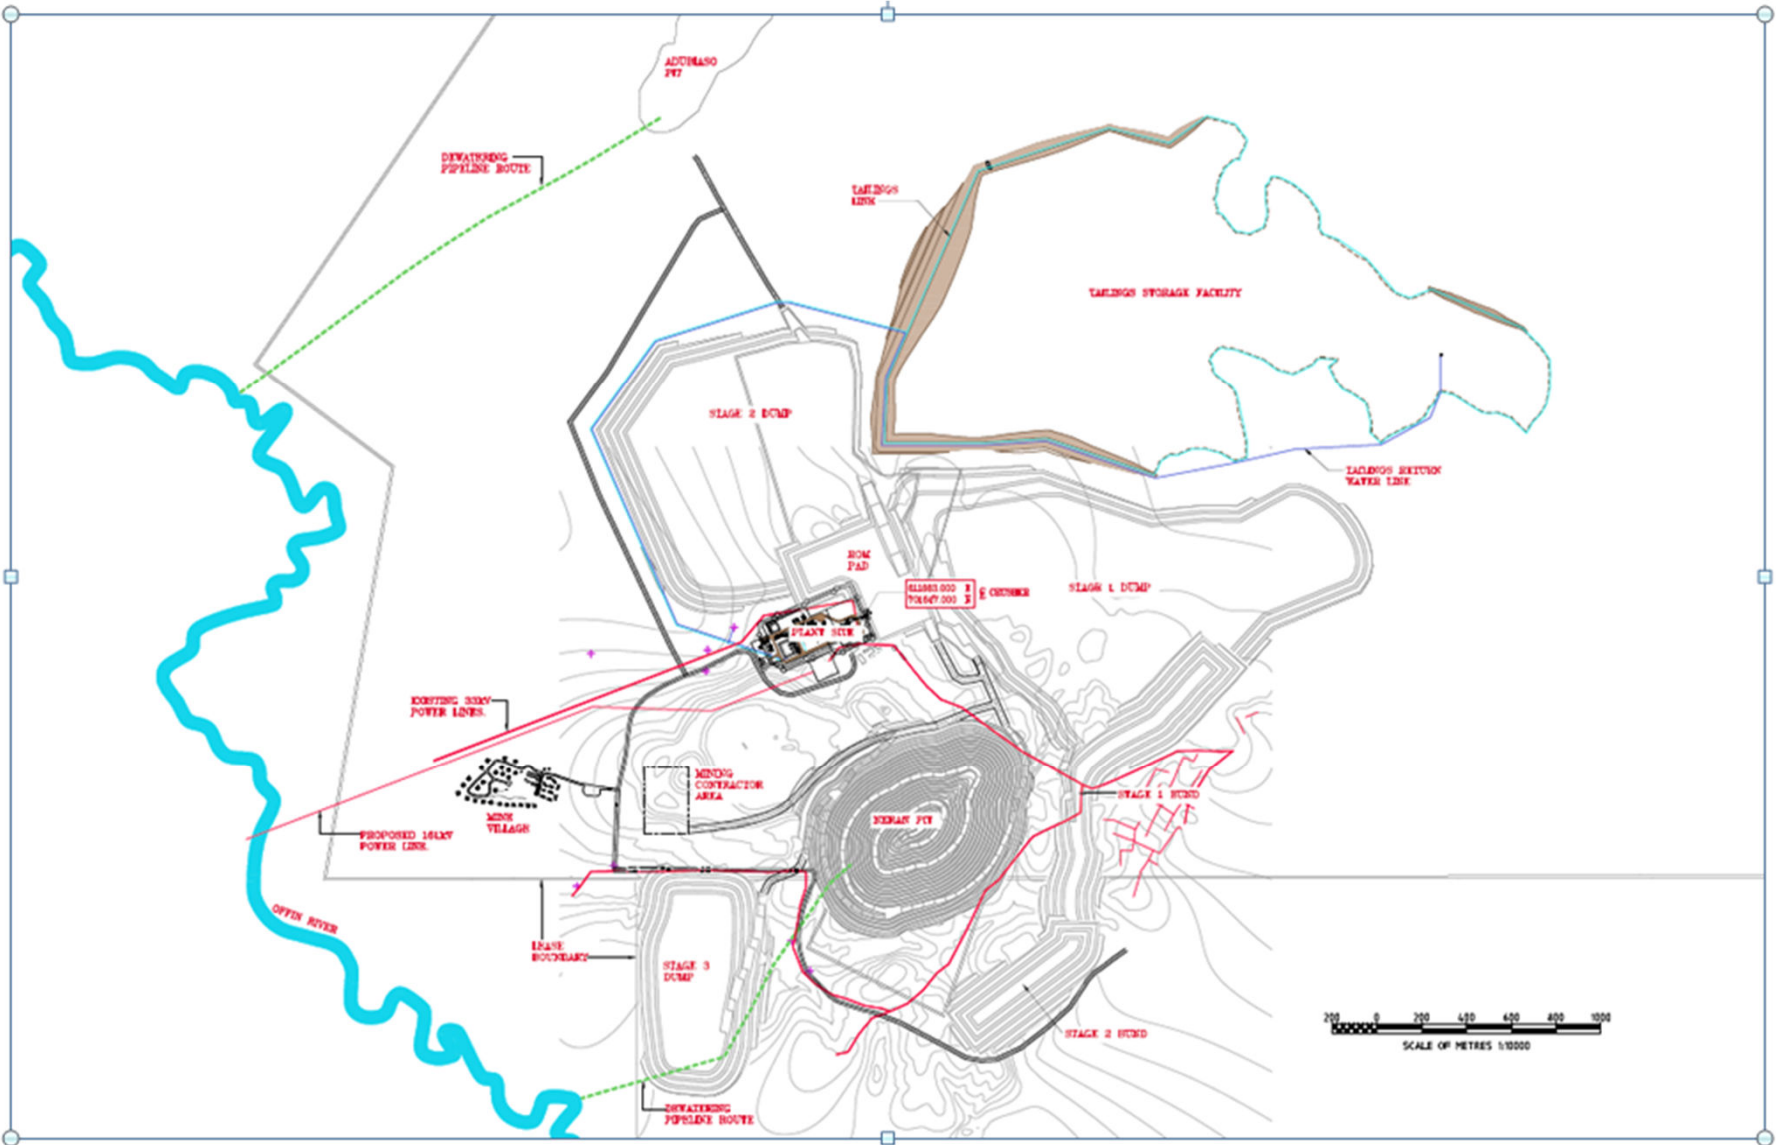 ADUBIASO
PIT
DEWATERING
PIPELINE ROUTE
TAILINGS
LINK
TAILINGS STORAGE FACILITY
STAGE 2 DUMP
TAILINGS RETURN
WATER LINK
ROM
PAD
CRUSHER
STAGE 1 DUMP
PLANT SITE
EXISTING 33kV
POWER LINES.
MINING
CONTRACTOR
AREA
STAGE 1 BUND
MINE
VILLAGE
NKRAN PIT
PROPOSED 161kV
POWER LINK.
OFFIN RIVER
LEASE
BOUNDARY
STAGE 3
DUMP
STAGE 2 BUND
200 0 200 400 600 800 1000
SCALE OF METRES 1:10000
DEWATERING
PIPELINE ROUTE